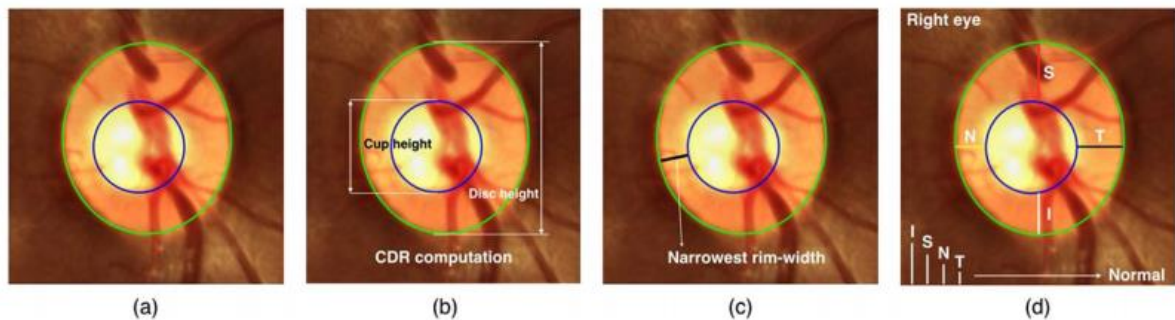 Cup height
Disc height
CDR computation
Narrowest rim-width
Right eye
S
N
T
I
I
S
N
T
Normal
(a)
(b)
(c)
(d)